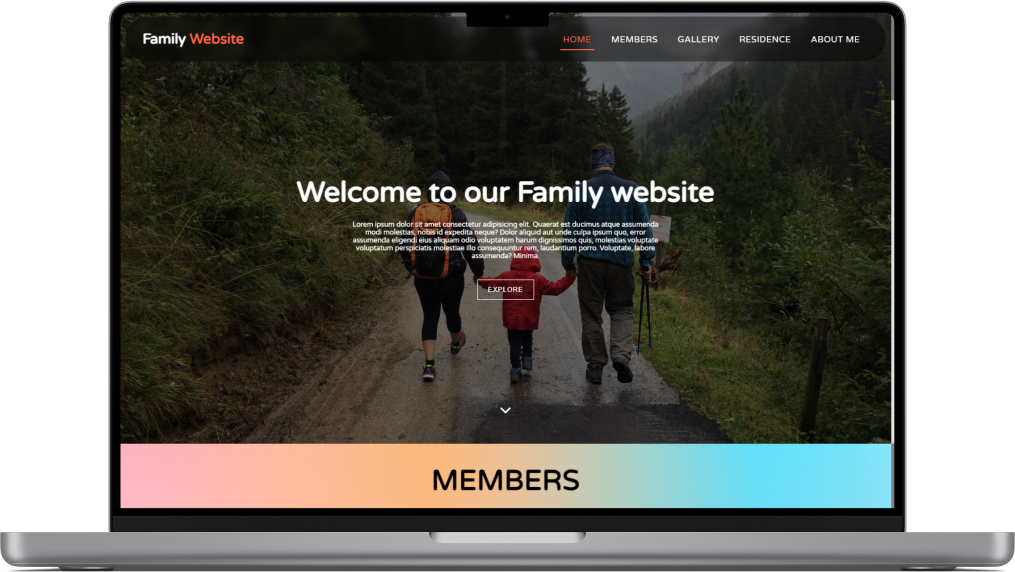 Family Website
HOME MEMBERS GALLERY RESIDENCE ABOUT ME
Welcome to our Family website
Lorem ipsum dolor sit amet consectetur adipisicing elit. Quaerat est ducimus atque assumenda
modi molestias, nobis id expedita neque? Dolor aliquid aut unde culpa ipsum quo, error
assumenda eligendi eius aliquam odio voluptatem harum dignissimos quis, molestias voluptate
voluptatum perspiciatis molestiae illo consequuntur rem, laudantium porro. Voluptate, labore
assumenda? Minima.
EXPLORE
MEMBERS